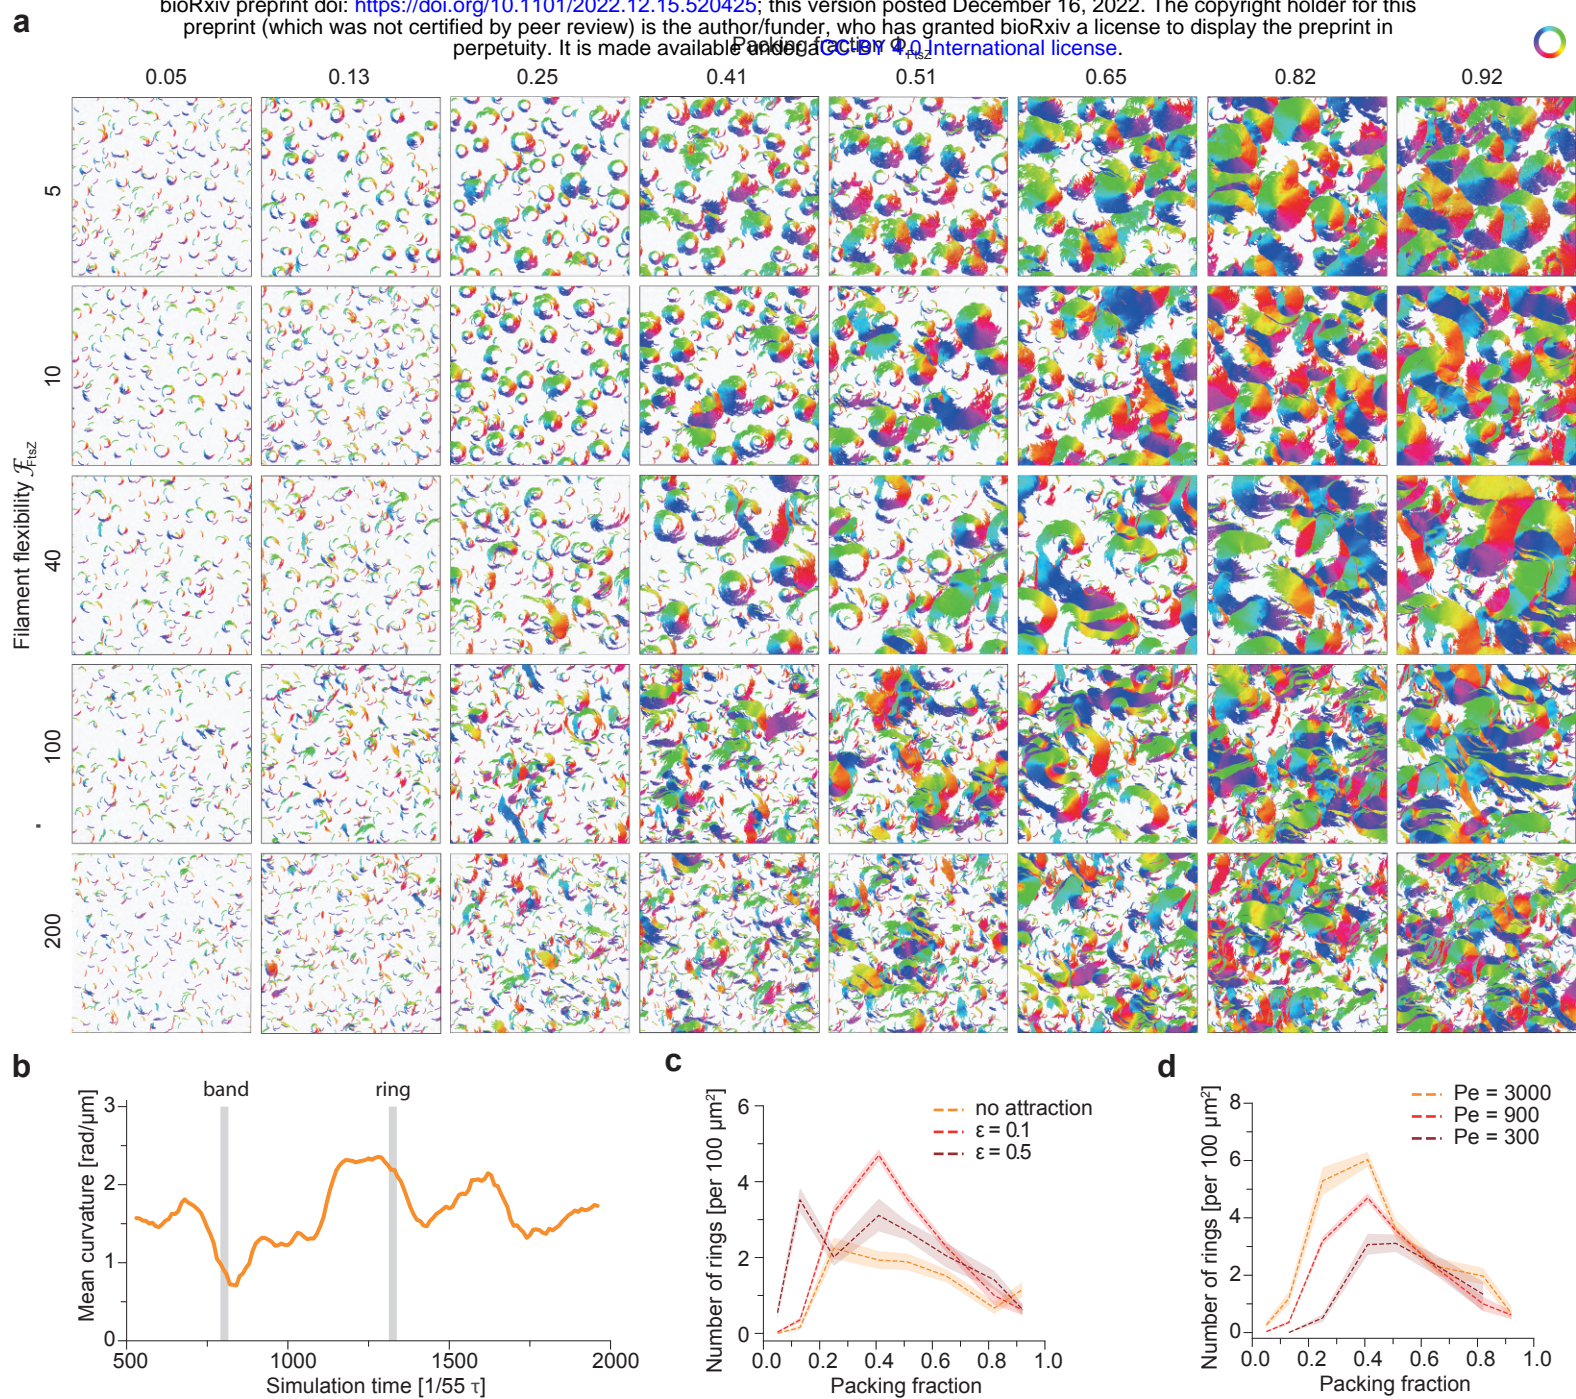 bioRxiv preprint doi: https://doi.org/10.1101/2022.12.15.520425; this version posted December 16, 2022. The copyright holder for this
preprint (which was not certified by peer review) is the author/funder, who has granted bioRxiv a license to display the preprint in
perpetuity. It is made available under aCC-BY 4.0 International license.
a
Packing fraction Φ FtsZ
0.05 0.13 0.25 0.41 0.51 0.65 0.82 0.92
Filament flexibility ℱ FtsZ
5
10
40
100
200
b
band ring
Mean curvature [rad/μm]
3
2
1
0
500 1000 1500 2000
Simulation time [1/55 τ]
c
no attraction
ε = 0.1
ε = 0.5
Number of rings [per 100 μm²]
6
4
2
0
0.0 0.2 0.4 0.6 0.8 1.0
Packing fraction
d
Pe = 3000
Pe = 900
Pe = 300
Number of rings [per 100 μm²]
8
6
4
2
0
0.0 0.2 0.4 0.6 0.8 1.0
Packing fraction